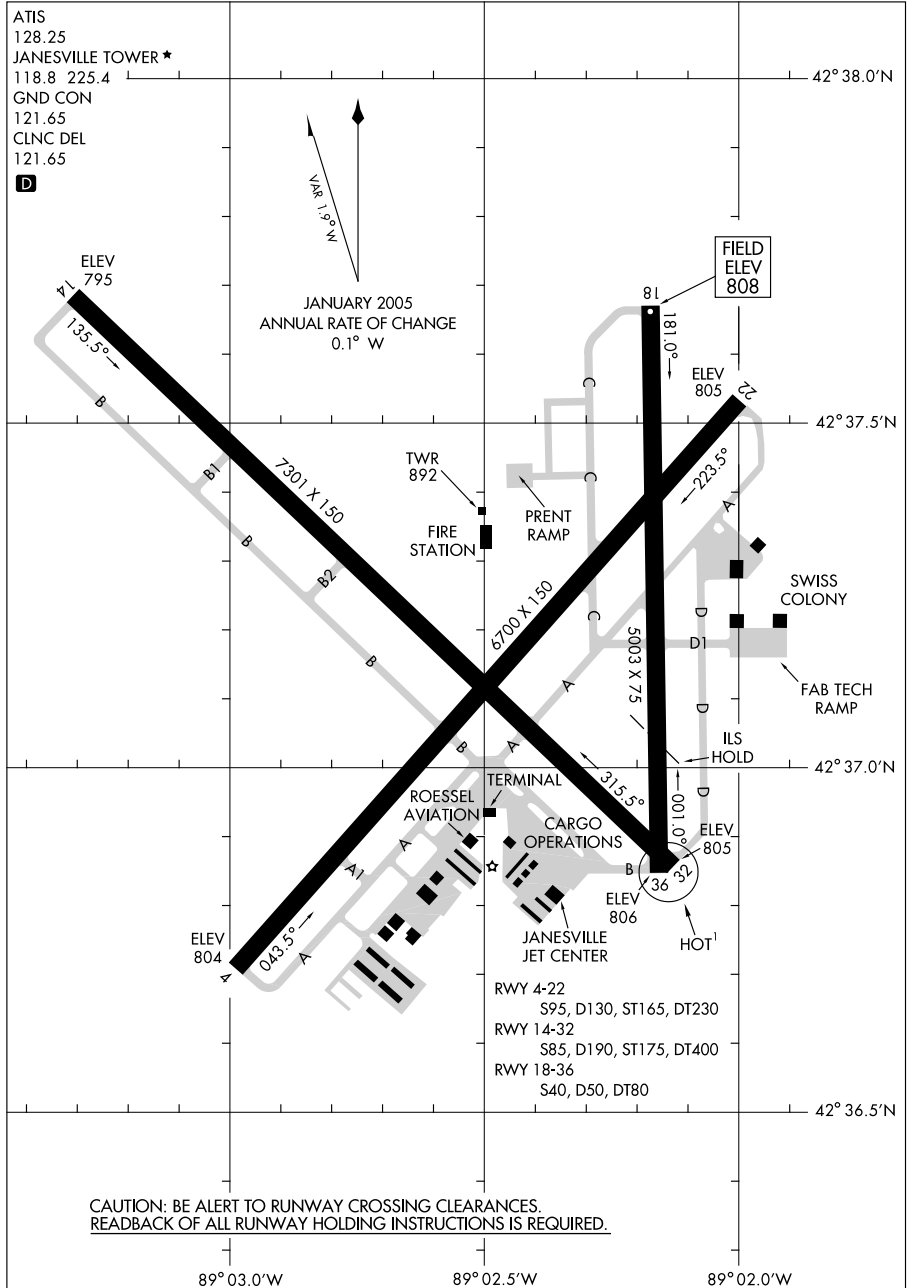 ATIS
128.25
JANESVILLE TOWER ★
118.8 225.4
GND CON
121.65
CLNC DEL
121.65
D
42° 38.0'N
VAR 1.9° W
JANUARY 2005
ANNUAL RATE OF CHANGE
0.1° W
FIELD
ELEV
808
ELEV
795
14
135.5°
18
181.0°
ELEV
805
22
223.5°
42° 37.5'N
B
B1
7301 X 150
TWR
892
FIRE
STATION
PRENT
RAMP
C
C
A
B
B2
6700 X 150
SWISS
COLONY
C
5003 X 75
D
D1
B
A
FAB TECH
RAMP
D
B
A
ILS
HOLD
42° 37.0'N
315.5°
001.0°
D
TERMINAL
ROESSEL
AVIATION
CARGO
OPERATIONS
ELEV
805
A
A1
B
36
32
ELEV
806
HOT1
JANESVILLE
JET CENTER
ELEV
804
4
043.5°
A
RWY 4-22
S95, D130, ST165, DT230
RWY 14-32
S85, D190, ST175, DT400
RWY 18-36
S40, D50, DT80
42° 36.5'N
CAUTION: BE ALERT TO RUNWAY CROSSING CLEARANCES.
READBACK OF ALL RUNWAY HOLDING INSTRUCTIONS IS REQUIRED.
89° 03.0'W
89° 02.5'W
89° 02.0'W